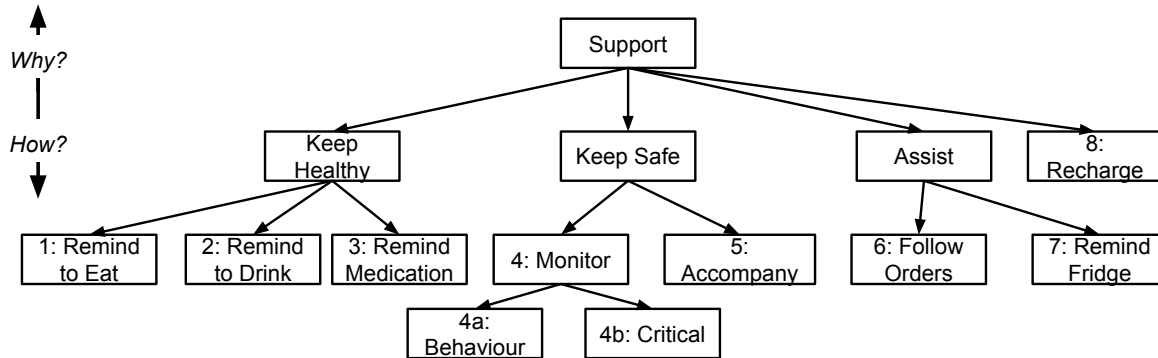 Why?
Support
How?
Keep
Healthy
Keep Safe
Assist
8:
Recharge
1: Remind
to Eat
2: Remind
to Drink
3: Remind
Medication
4: Monitor
5:
Accompany
6: Follow
Orders
7: Remind
Fridge
4a:
Behaviour
4b: Critical